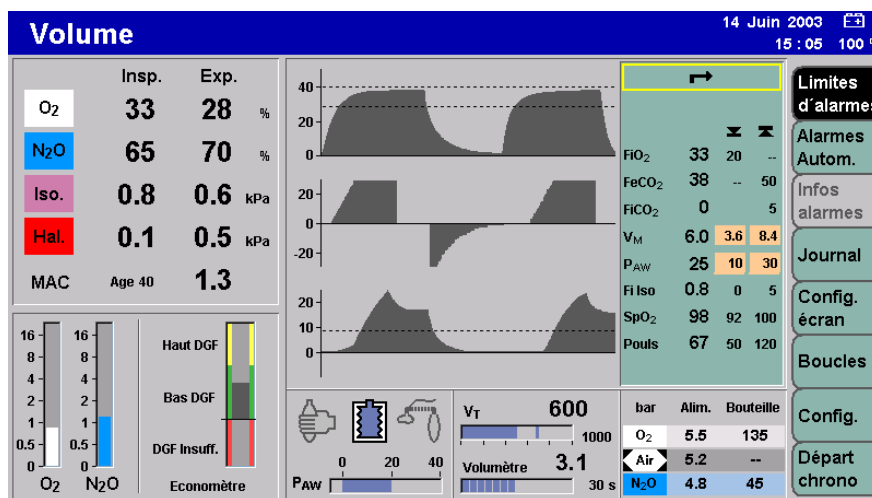 Volume
14 Juin 2003
15 : 05 100 %
Insp. Exp.
O2 33 28 %
N2O 65 70 %
Iso. 0.8 0.6 kPa
Hal. 0.1 0.5 kPa
MAC Age 40 1.3
40
20
0
20
0
-20
20
10
0
FiO2 33 20 --
FeCO2 38 -- 50
FiCO2 0 5
VM 6.0 3.6 8.4
PAW 25 10 30
Fi Iso 0.8 0 5
SpO2 98 92 100
Pouls 67 50 120
Limites
d´alarmes
Alarmes
Autom.
Infos
alarmes
Journal
Config.
écran
Boucles
Config.
Départ
chrono
16 16
8 8
4 4
2 2
1 1
0.5 0.5
0 0
O2 N2O
Haut DGF
Bas DGF
DGF Insuff.
Econometre
0 20 40
PAW
VT 600
1000
Volumètre 3.1
30 s
bar Alim. Bouteille
O2 5.5 135
Air 5.2 --
N2O 4.8 45